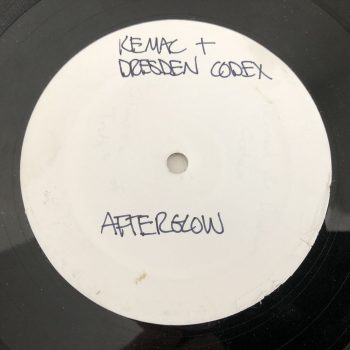 KEMAC +
DRESDEN CODEX
AFTERGLOW